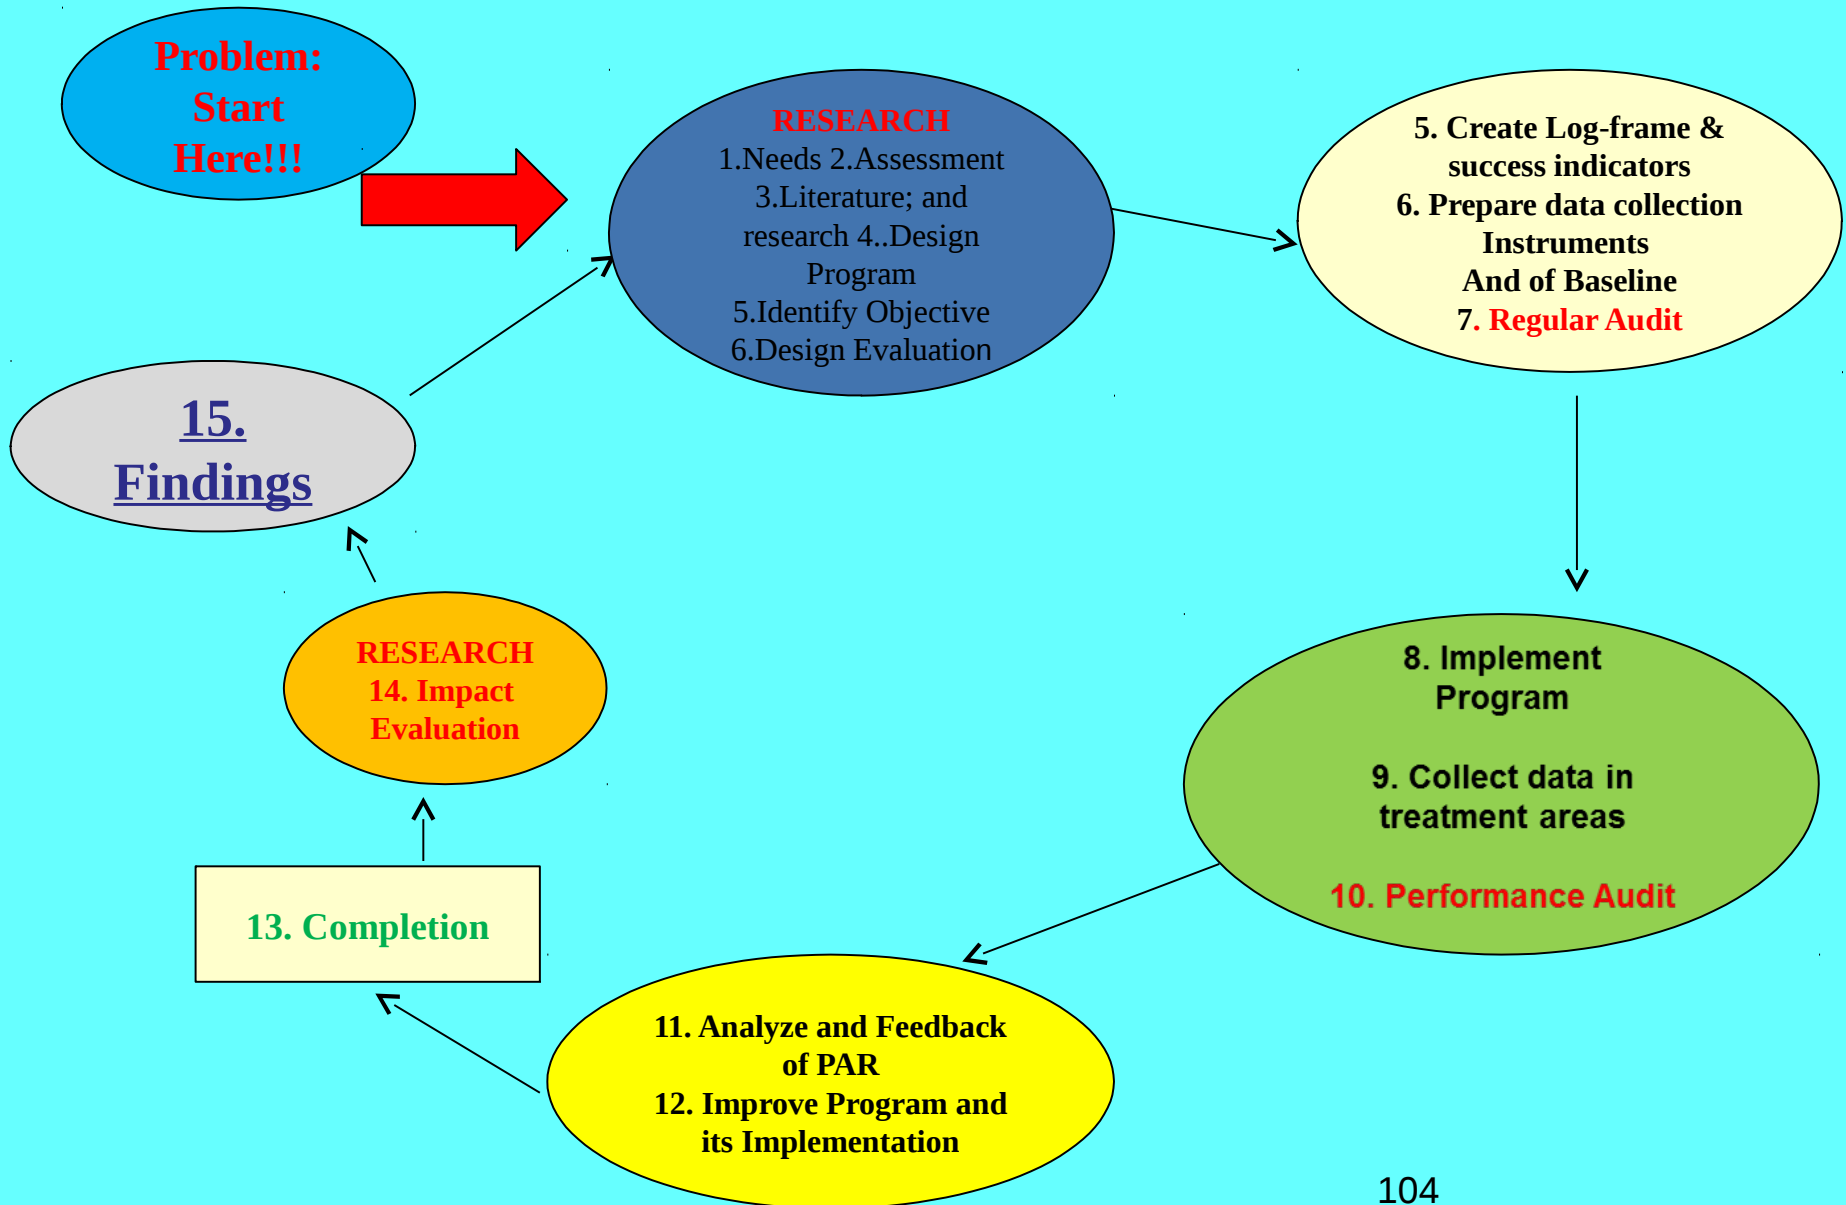 Problem:
Start
Here!!!
RESEARCH
1.Needs 2.Assessment
3.Literature; and
research 4..Design
Program
5.Identify Objective
6.Design Evaluation
5. Create Log-frame &
success indicators
6. Prepare data collection
Instruments
And of Baseline
7. Regular Audit
8. Implement
Program
9. Collect data in
treatment areas
10. Performance Audit
11. Analyze and Feedback
of PAR
12. Improve Program and
its Implementation
13. Completion
RESEARCH
14. Impact
Evaluation
15.
Findings
104